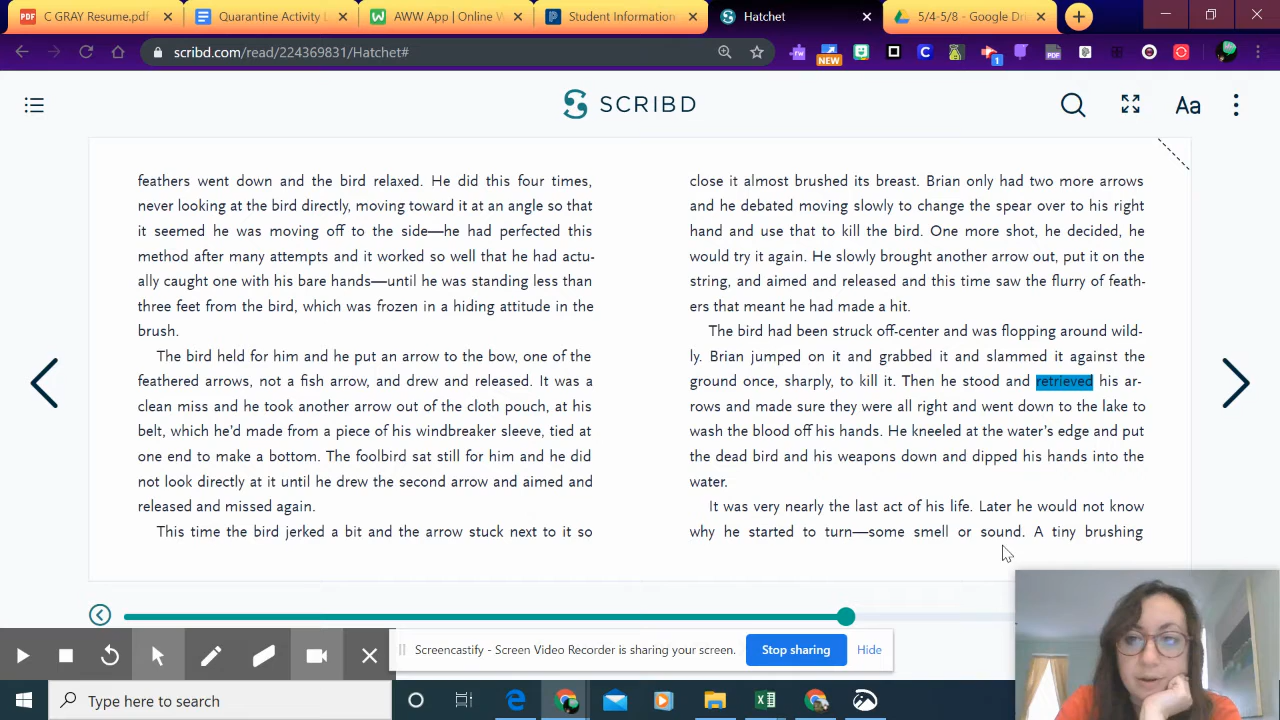 C GRAY Resume.pdf
Quarantine Activity L
AWW App | Online W
Student Information
Hatchet
5/4-5/8 - Google Dr
scribd.com/read/224369831/Hatchet#
NEW
1
SCRIBD
Aa
feathers went down and the bird relaxed. He did this four times,
never looking at the bird directly, moving toward it at an angle so that
it seemed he was moving off to the side—he had perfected this
method after many attempts and it worked so well that he had actu-
ally caught one with his bare hands—until he was standing less than
three feet from the bird, which was frozen in a hiding attitude in the
brush.
The bird held for him and he put an arrow to the bow, one of the
feathered arrows, not a fish arrow, and drew and released. It was a
clean miss and he took another arrow out of the cloth pouch, at his
belt, which he'd made from a piece of his windbreaker sleeve, tied at
one end to make a bottom. The foolbird sat still for him and he did
not look directly at it until he drew the second arrow and aimed and
released and missed again.
This time the bird jerked a bit and the arrow stuck next to it so
close it almost brushed its breast. Brian only had two more arrows
and he debated moving slowly to change the spear over to his right
hand and use that to kill the bird. One more shot, he decided, he
would try it again. He slowly brought another arrow out, put it on the
string, and aimed and released and this time saw the flurry of feath-
ers that meant he had made a hit.
The bird had been struck off-center and was flopping around wild-
ly. Brian jumped on it and grabbed it and slammed it against the
ground once, sharply, to kill it. Then he stood and retrieved his ar-
rows and made sure they were all right and went down to the lake to
wash the blood off his hands. He kneeled at the water's edge and put
the dead bird and his weapons down and dipped his hands into the
water.
It was very nearly the last act of his life. Later he would not know
why he started to turn—some smell or sound. A tiny brushing
Screencastify - Screen Video Recorder is sharing your screen.
Stop sharing
Hide
Type here to search